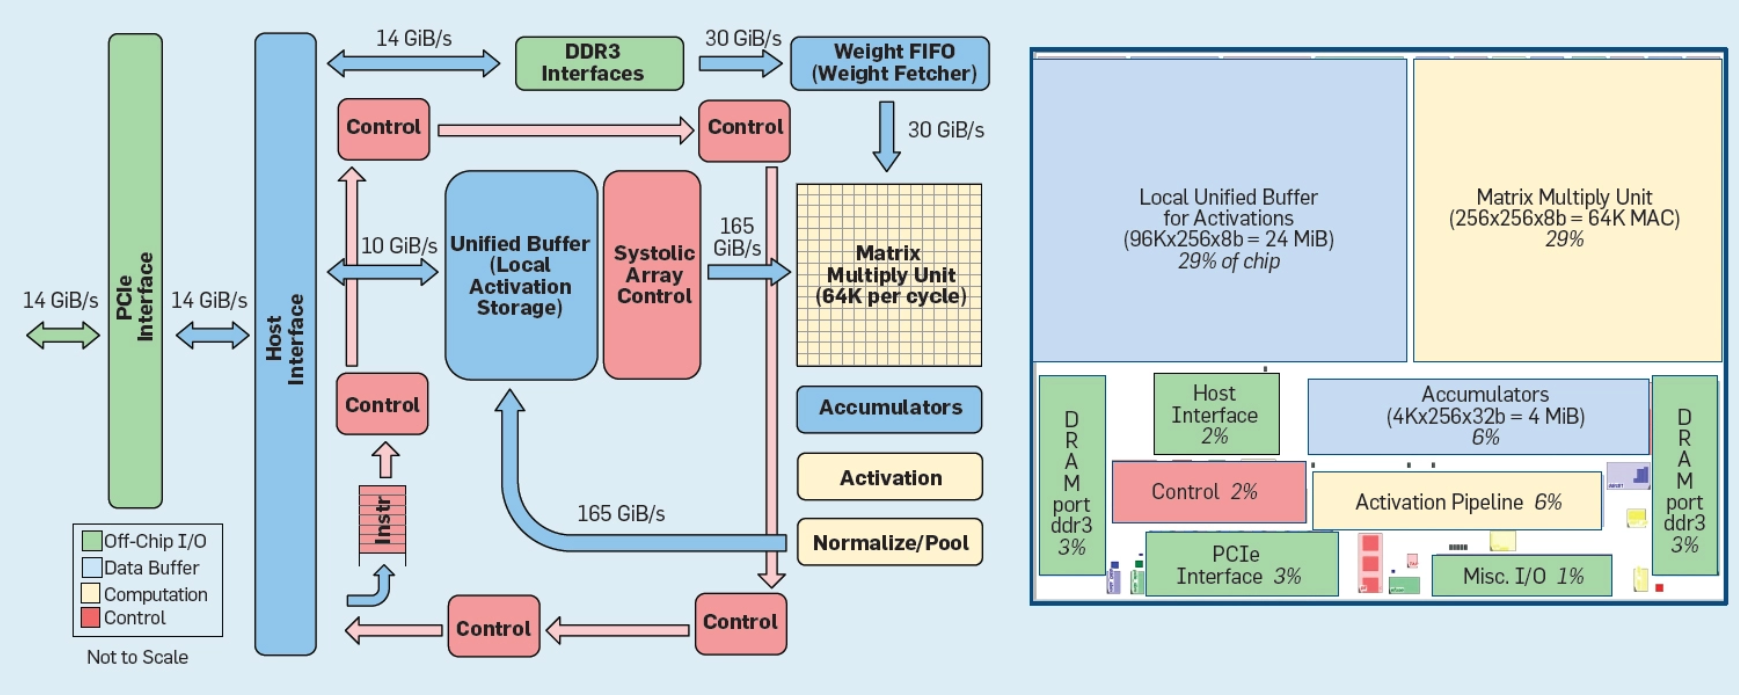 14 GiB/s
PCIe
Interface
14 GiB/s
Host
Interface
14 GiB/s
DDR3
Interfaces
30 GiB/s
Weight FIFO
(Weight Fetcher)
30 GiB/s
Control
Control
10 GiB/s
Unified Buffer
(Local
Activation
Storage)
Systolic
Array
Control
165
GiB/s
Matrix
Multiply Unit
(64K per cycle)
Control
Accumulators
Activation
Instr
165 GiB/s
Normalize/Pool
Control
Control
Off-Chip I/O
Data Buffer
Computation
Control
Not to Scale
Local Unified Buffer
for Activations
(96Kx256x8b = 24 MiB)
29% of chip
Matrix Multiply Unit
(256x256x8b = 64K MAC)
29%
D
R
A
M
port
ddr3
3%
Host
Interface
2%
Accumulators
(4Kx256x32b = 4 MiB)
6%
D
R
A
M
port
ddr3
3%
Control 2%
Activation Pipeline 6%
PCIe
Interface 3%
Misc. I/O 1%